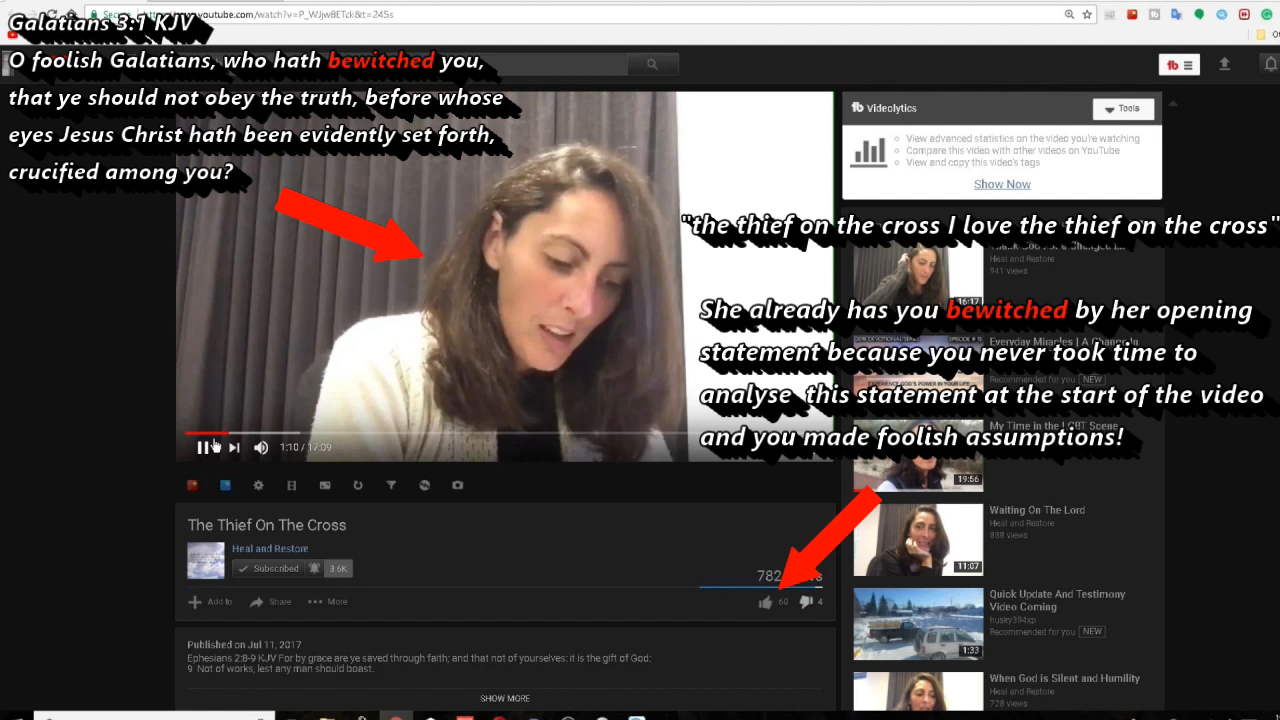 Secure
youtube.com/watch?v=P_WJjw8ETck&t=245s
Galatians 3:1 KJV
O foolish Galatians, who hath bewitched you,
that ye should not obey the truth, before whose
eyes Jesus Christ hath been evidently set forth,
crucified among you?
Videolytics
Tools
View advanced statistics on the video you're watching
Compare this video with other videos on YouTube
View and copy this video's tags
Show Now
"the thief on the cross I love the thief on the cross"
Heal and Restore
941 views
16:17
She already has you bewitched by her opening
statement because you never took time to
analyse this statement at the start of the video
and you made foolish assumptions!
Everyday Miracles | A Change In
Recommended for you NEW
My Time in the LGBT Scene
19:56
1:10 / 17:09
The Thief On The Cross
Heal and Restore
Subscribed 3.6K
782
Add to Share More
60 4
Published on Jul 11, 2017
Ephesians 2:8-9 KJV For by grace are ye saved through faith; and that not of yourselves: it is the gift of God:
9 Not of works, lest any man should boast.
SHOW MORE
Waiting On The Lord
Heal and Restore
888 views
11:07
Quick Update And Testimony
Video Coming
husky394xp
Recommended for you NEW
1:33
When God is Silent and Humility
Heal and Restore
728 views